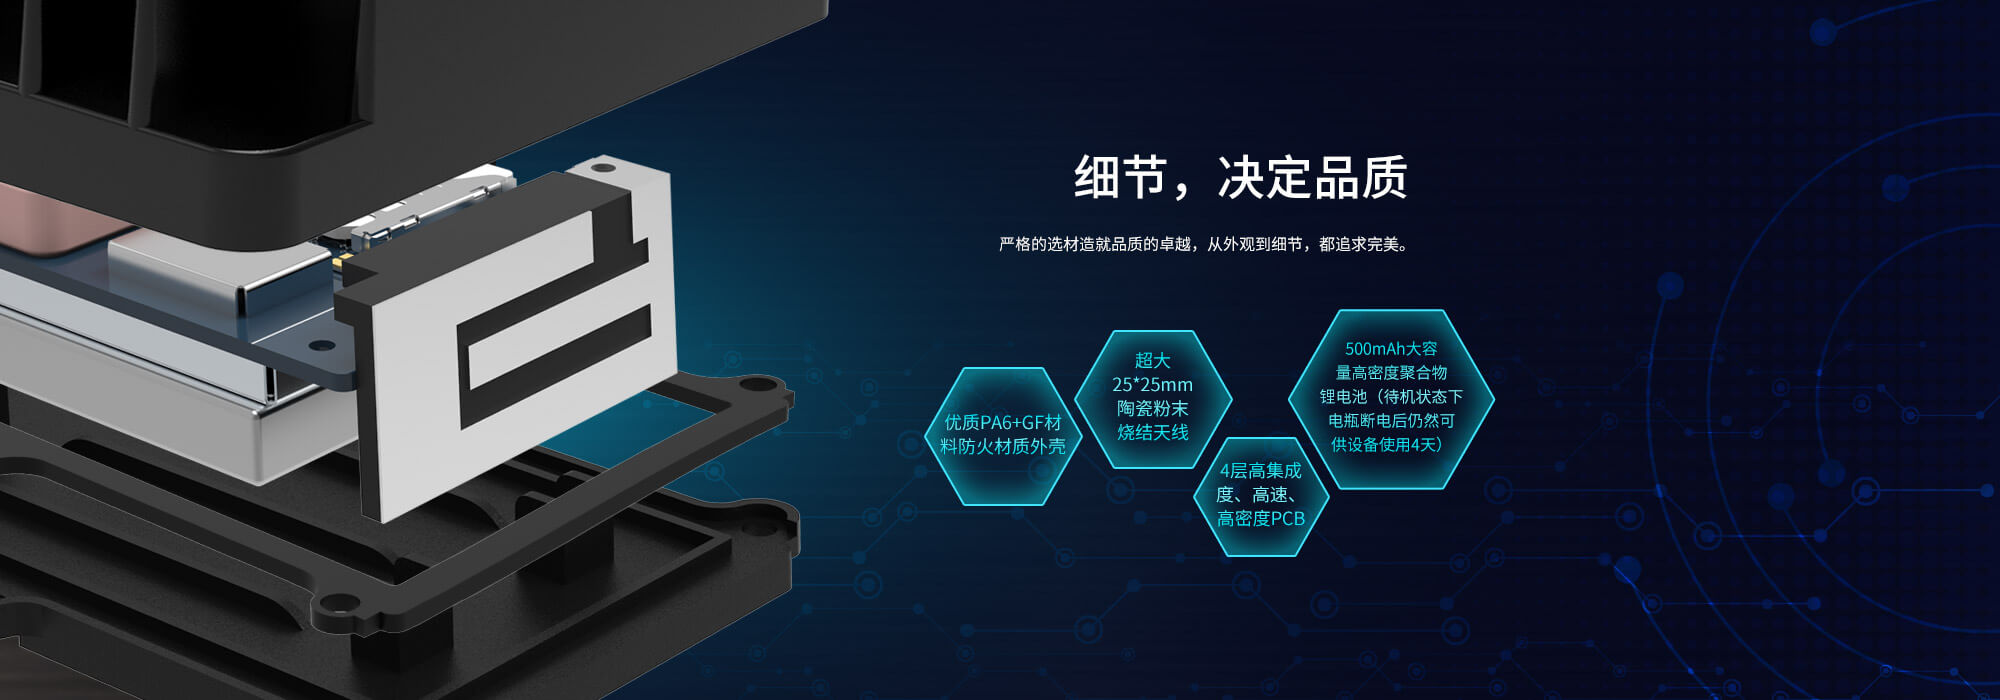 细节，决定品质
严格的选材造就品质的卓越，从外观到细节，都追求完美。
优质PA6+GF材
料防火材质外壳
超大
25*25mm
陶瓷粉末
烧结天线
4层高集成
度、高速、
高密度PCB
500mAh大容
量高密度聚合物
锂电池（待机状态下
电瓶断电后仍然可
供设备使用4天）